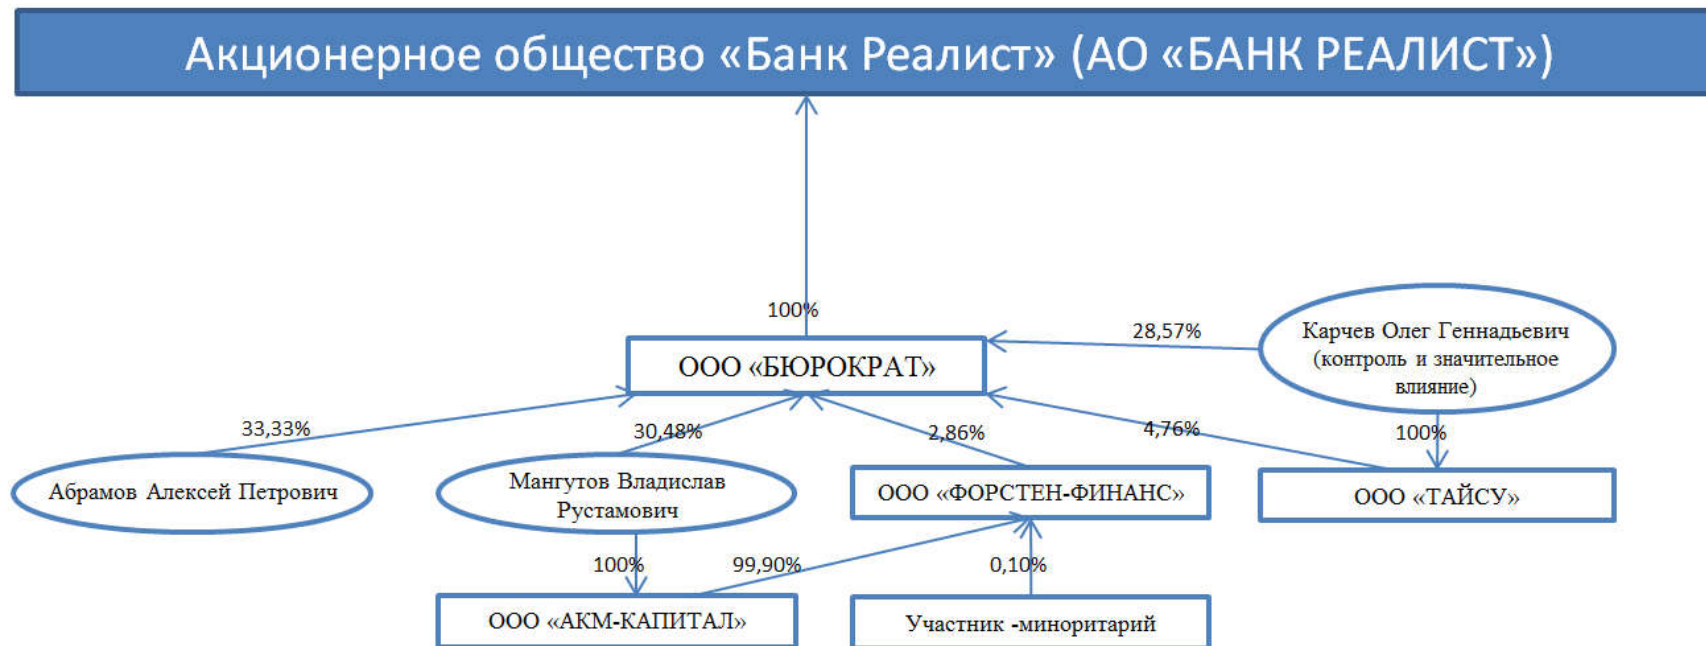 Акционерное общество «Банк Реалист» (АО «БАНК РЕАЛИСТ»)
100%
ООО «БЮРОКРАТ»
28,57%
Карчев Олег Геннадьевич
(контроль и значительное
влияние)
33,33%
30,48%
2,86%
4,76%
100%
Абрамов Алексей Петрович
Мангутов Владислав
Рустамович
ООО «ФОРСТЕН-ФИНАНС»
ООО «ТАЙСУ»
100%
99,90%
0,10%
ООО «АКМ-КАПИТАЛ»
Участник -миноритарий